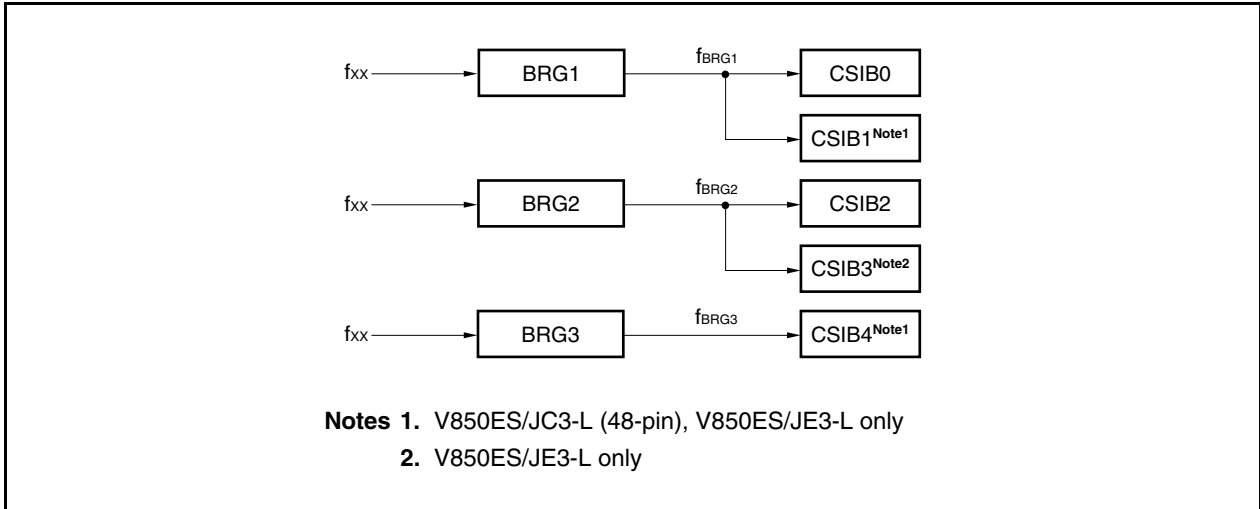 fxx BRG1 fBRG1 CSIB0
CSIB1Note1
fxx BRG2 fBRG2 CSIB2
CSIB3Note2
fxx BRG3 fBRG3 CSIB4Note1
Notes 1. V850ES/JC3-L (48-pin), V850ES/JE3-L only
2. V850ES/JE3-L only